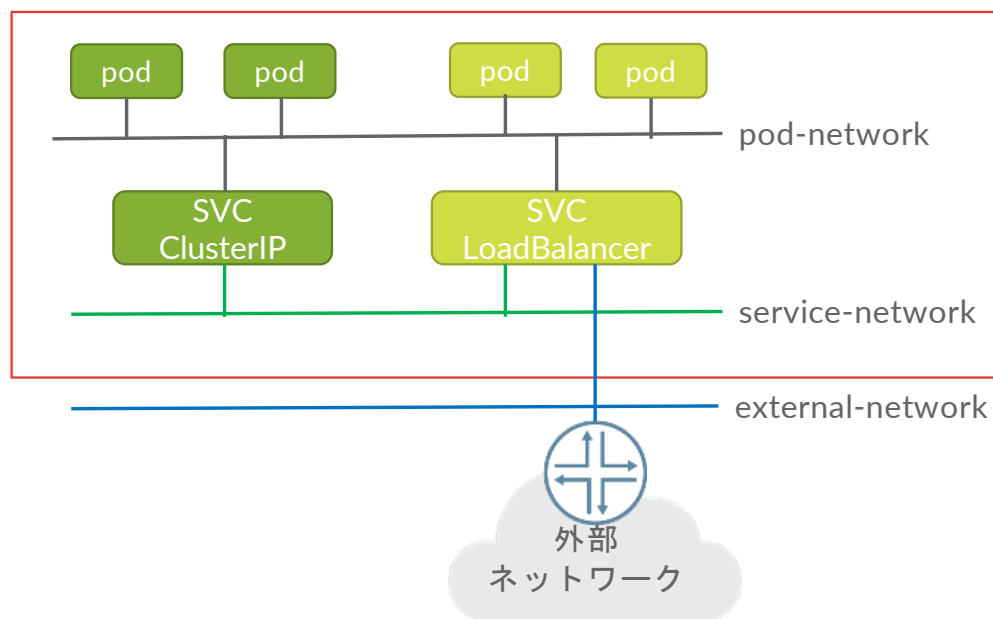 pod
pod
pod
pod
pod-network
SVC
ClusterIP
SVC
LoadBalancer
service-network
external-network
外部
ネットワーク